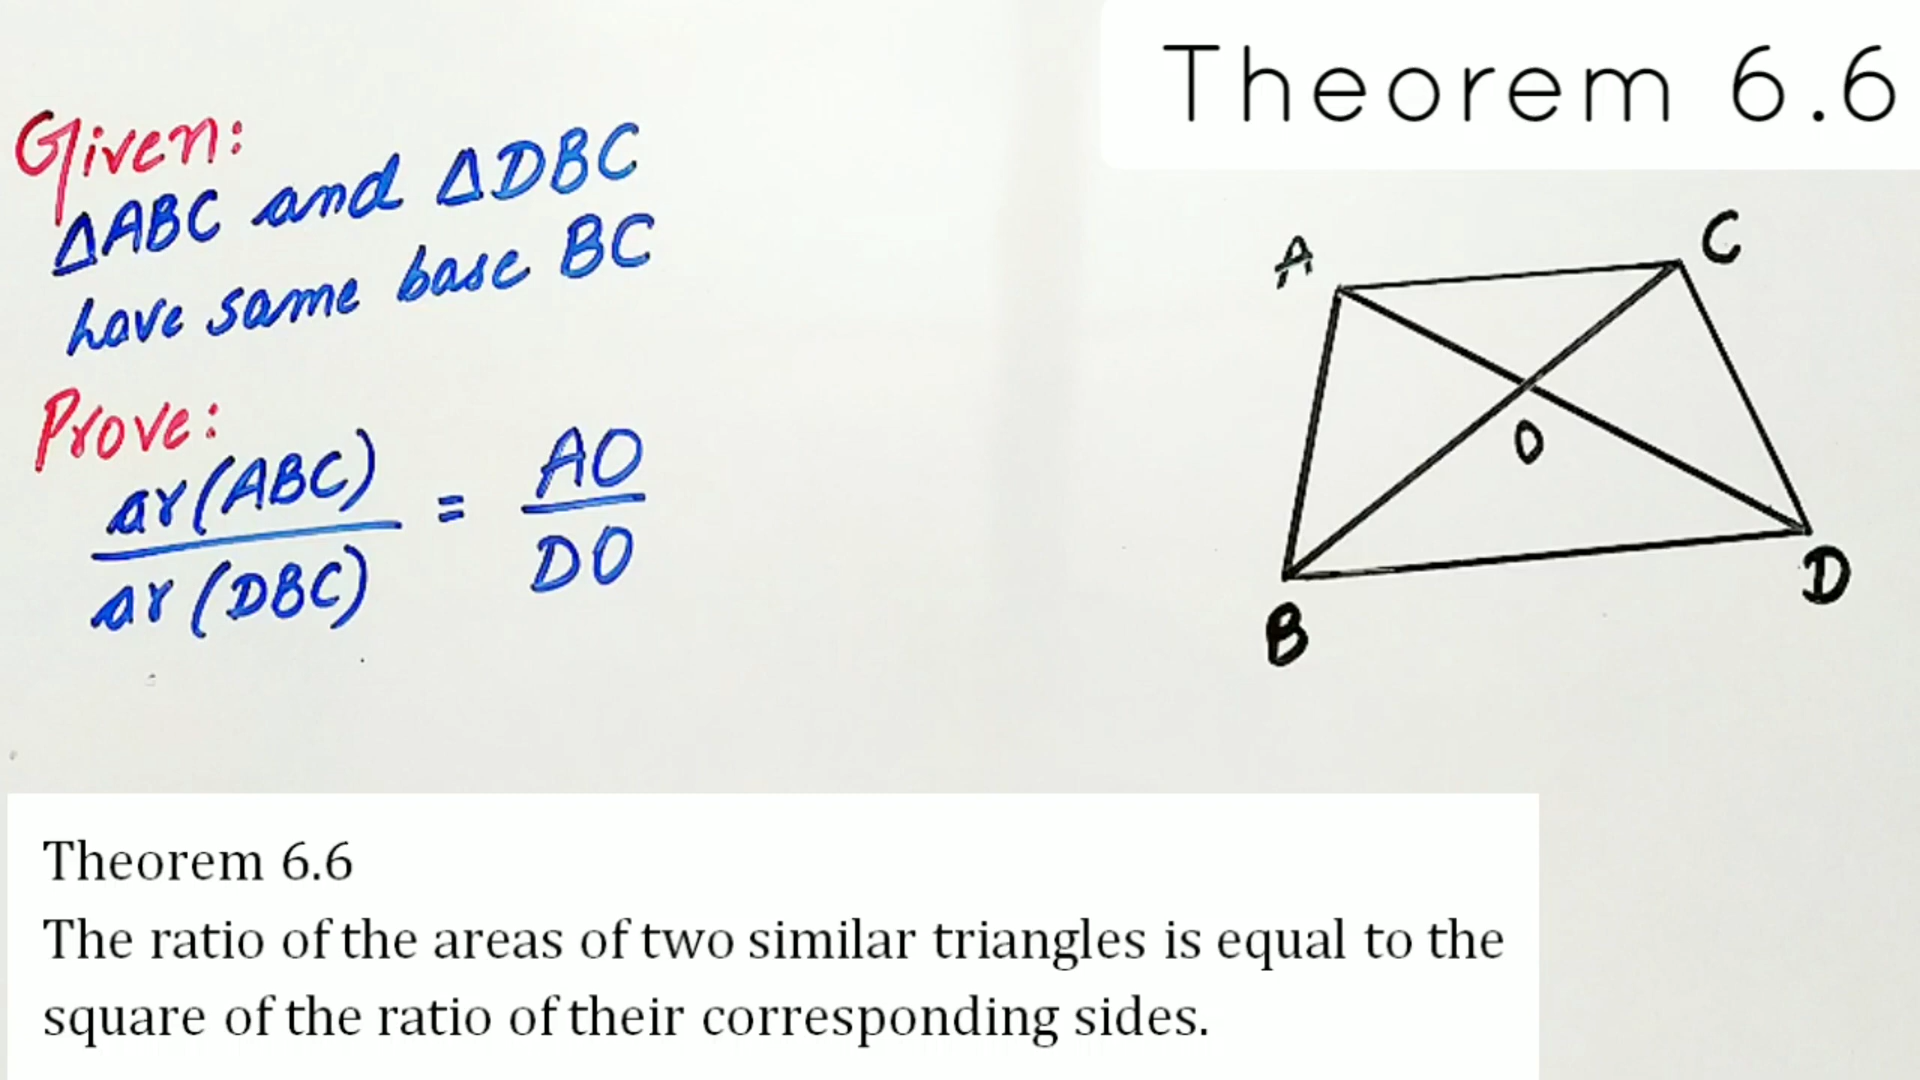 Theorem 6.6
Given:
ΔABC and ΔDBC
have same base BC
Prove:
ar(ABC) / ar(DBC) = AO / DO
A
C
O
B
D
Theorem 6.6
The ratio of the areas of two similar triangles is equal to the
square of the ratio of their corresponding sides.